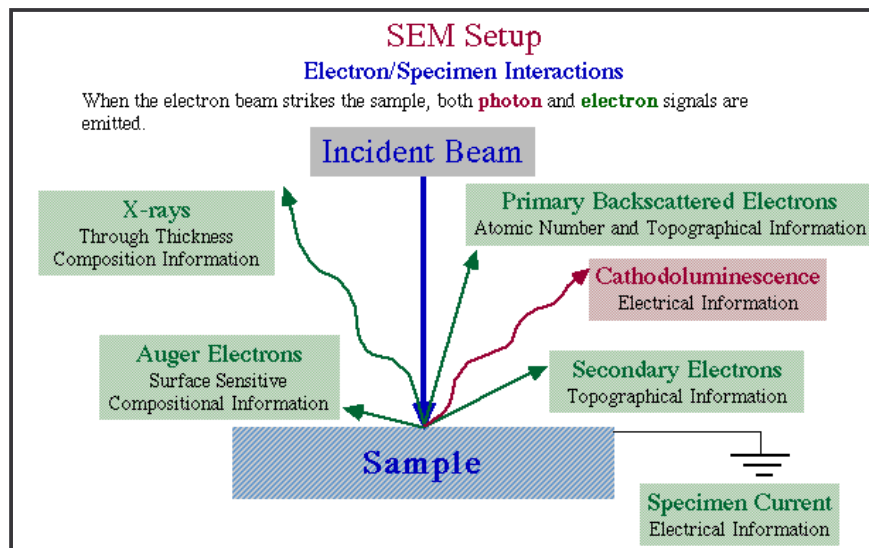 SEM Setup
Electron/Specimen Interactions
When the electron beam strikes the sample, both photon and electron signals are
emitted.
Incident Beam
X-rays
Through Thickness
Composition Information
Primary Backscattered Electrons
Atomic Number and Topographical Information
Cathodoluminescence
Electrical Information
Auger Electrons
Surface Sensitive
Compositional Information
Secondary Electrons
Topographical Information
Sample
Specimen Current
Electrical Information